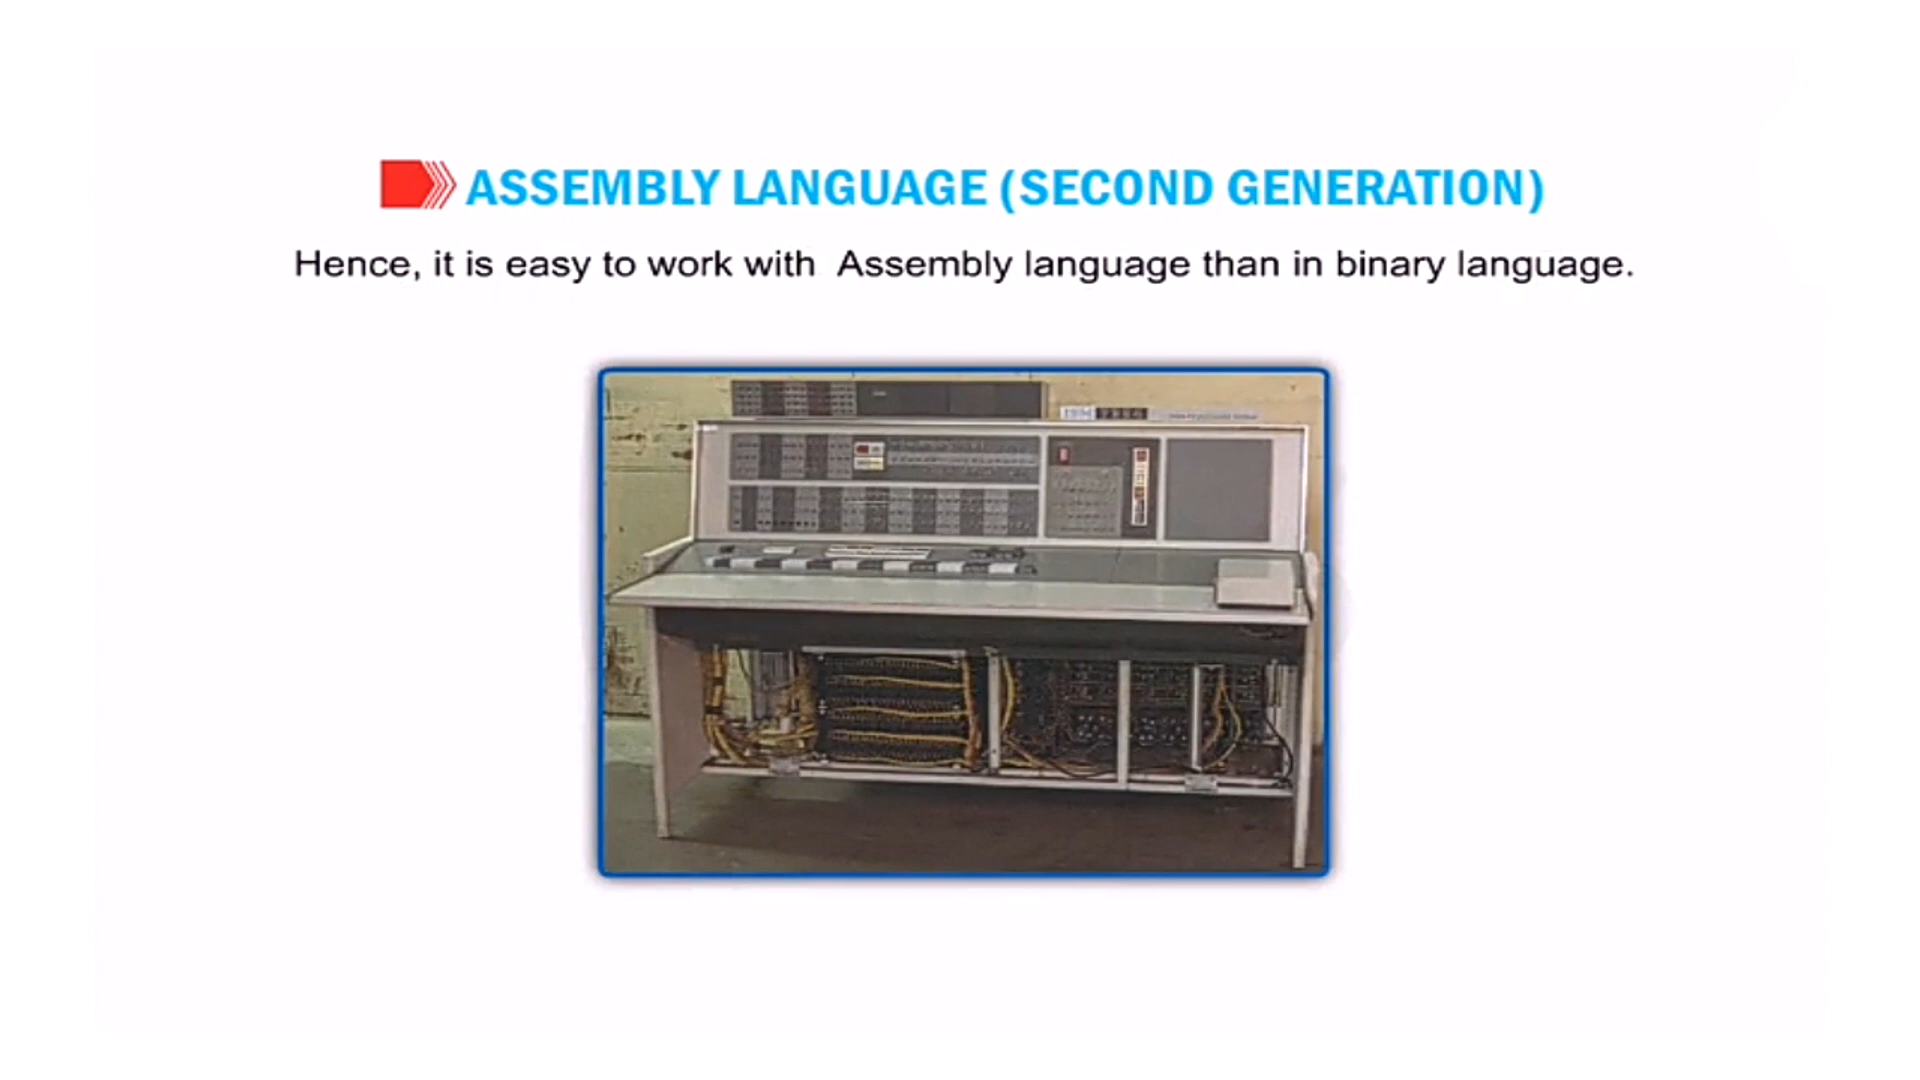 ASSEMBLY LANGUAGE (SECOND GENERATION)
Hence, it is easy to work with Assembly language than in binary language.